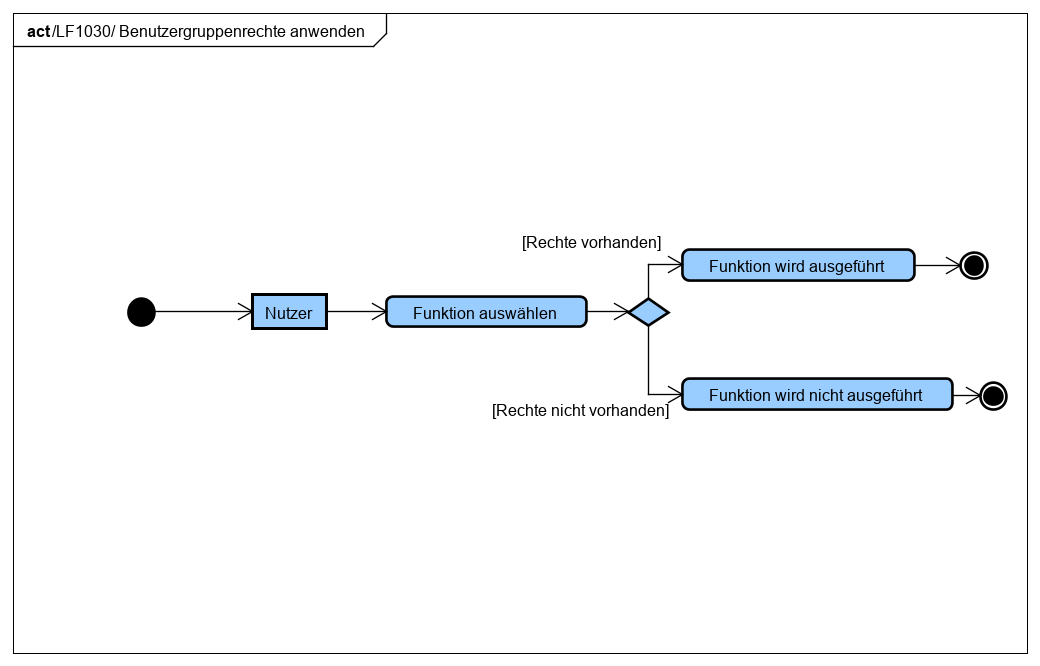 act /LF1030/ Benutzergruppenrechte anwenden
[Rechte vorhanden]
Funktion wird ausgeführt
Nutzer
Funktion auswählen
Funktion wird nicht ausgeführt
[Rechte nicht vorhanden]